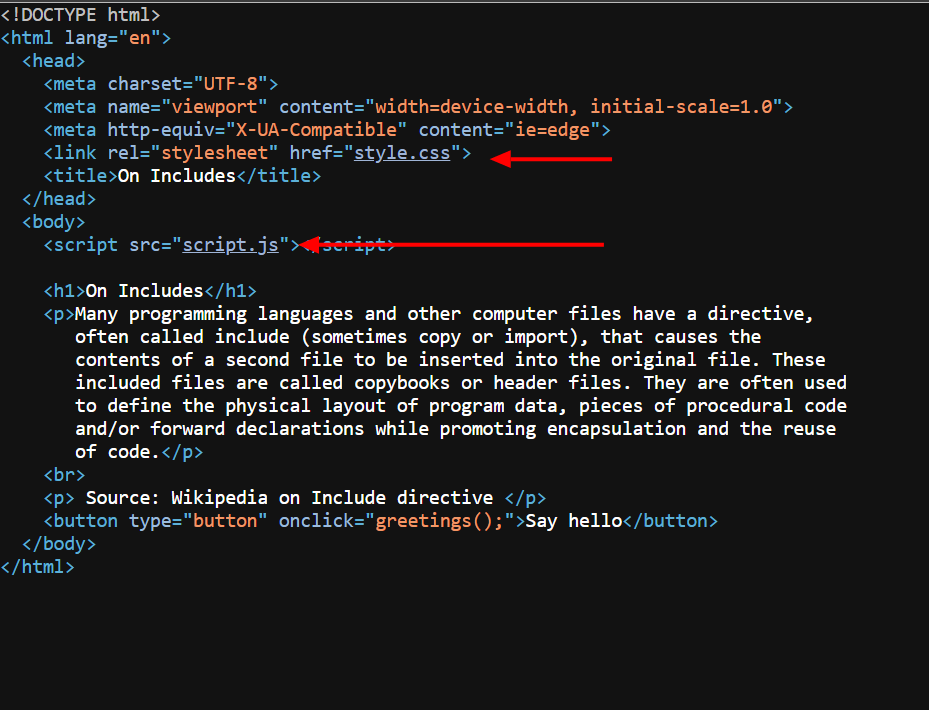 <!DOCTYPE html>
<html lang="en">
  <head>
    <meta charset="UTF-8">
    <meta name="viewport" content="width=device-width, initial-scale=1.0">
    <meta http-equiv="X-UA-Compatible" content="ie=edge">
    <link rel="stylesheet" href="style.css">
    <title>On Includes</title>
  </head>
  <body>
    <script src="script.js"></script>

    <h1>On Includes</h1>
    <p>Many programming languages and other computer files have a directive,
       often called include (sometimes copy or import), that causes the
       contents of a second file to be inserted into the original file. These
       included files are called copybooks or header files. They are often used
       to define the physical layout of program data, pieces of procedural code
       and/or forward declarations while promoting encapsulation and the reuse
       of code.</p>
    <br>
    <p> Source: Wikipedia on Include directive </p>
    <button type="button" onclick="greetings();">Say hello</button>
  </body>
</html>